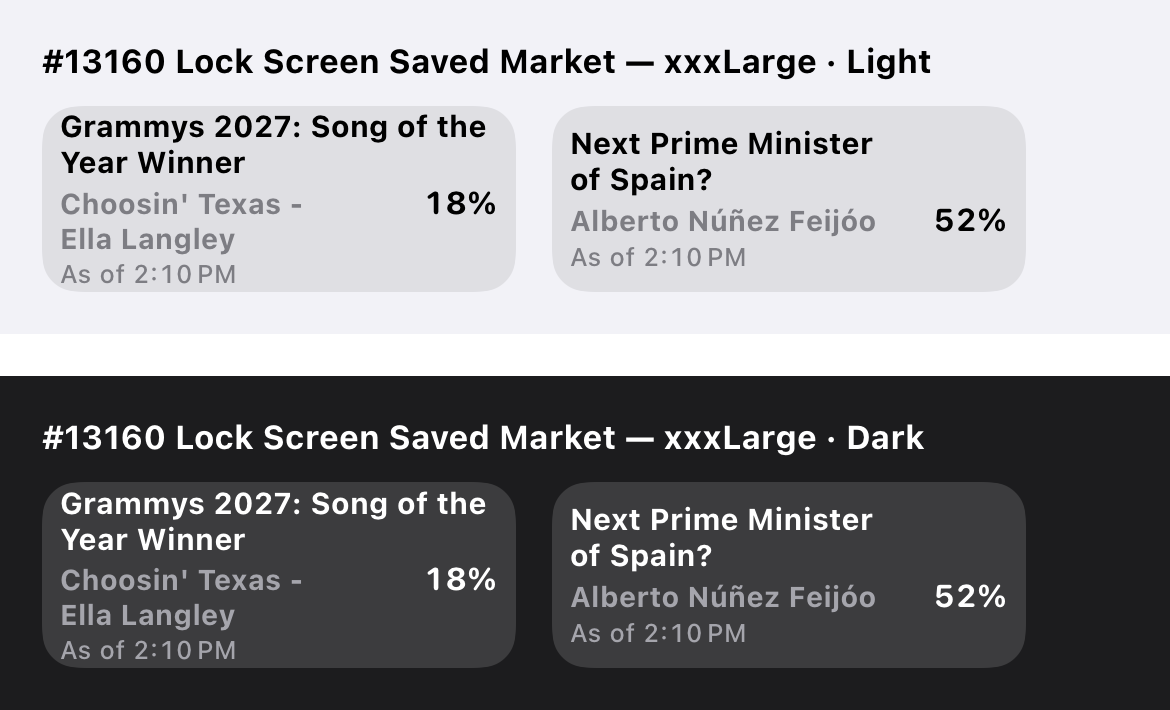 #13160 Lock Screen Saved Market — xxxLarge · Light
Grammys 2027: Song of the
Year Winner
Choosin' Texas -
Ella Langley
18%
As of 2:10 PM
Next Prime Minister
of Spain?
Alberto Núñez Feijóo
52%
As of 2:10 PM
#13160 Lock Screen Saved Market — xxxLarge · Dark
Grammys 2027: Song of the
Year Winner
Choosin' Texas -
Ella Langley
18%
As of 2:10 PM
Next Prime Minister
of Spain?
Alberto Núñez Feijóo
52%
As of 2:10 PM